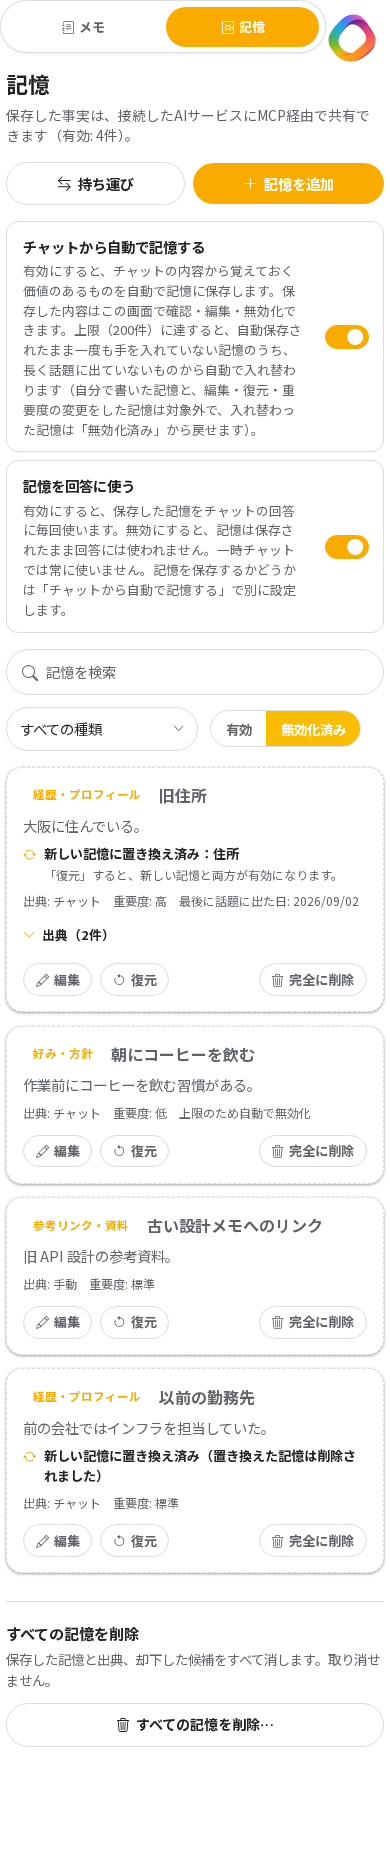 メモ
記憶
記憶
保存した事実は、接続したAIサービスにMCP経由で共有で
きます（有効: 4件）。
持ち運び
記憶を追加
チャットから自動で記憶する
有効にすると、チャットの内容から覚えておく
価値のあるものを自動で記憶に保存します。保
存した内容はこの画面で確認・編集・無効化で
きます。上限（200件）に達すると、自動保存さ
れたまま一度も手を入れていない記憶のうち、
長く話題に出ていないものから自動で入れ替わ
ります（自分で書いた記憶と、編集・復元・重
要度の変更をした記憶は対象外で、入れ替わっ
た記憶は「無効化済み」から戻せます）。
記憶を回答に使う
有効にすると、保存した記憶をチャットの回答
に毎回使います。無効にすると、記憶は保存さ
れたまま回答には使われません。一時チャット
では常に使いません。記憶を保存するかどうか
は「チャットから自動で記憶する」で別に設定
します。
記憶を検索
すべての種類
有効
無効化済み
経歴・プロフィール 旧住所
大阪に住んでいる。
新しい記憶に置き換え済み：住所
「復元」すると、新しい記憶と両方が有効になります。
出典: チャット 重要度: 高 最後に話題に出た日: 2026/09/02
出典（2件）
編集 復元 完全に削除
好み・方針 朝にコーヒーを飲む
作業前にコーヒーを飲む習慣がある。
出典: チャット 重要度: 低 上限のため自動で無効化
編集 復元 完全に削除
参考リンク・資料 古い設計メモへのリンク
旧 API 設計の参考資料。
出典: 手動 重要度: 標準
編集 復元 完全に削除
経歴・プロフィール 以前の勤務先
前の会社ではインフラを担当していた。
新しい記憶に置き換え済み（置き換えた記憶は削除さ
れました）
出典: チャット 重要度: 標準
編集 復元 完全に削除
すべての記憶を削除
保存した記憶と出典、却下した候補をすべて消します。取り消せ
ません。
すべての記憶を削除…